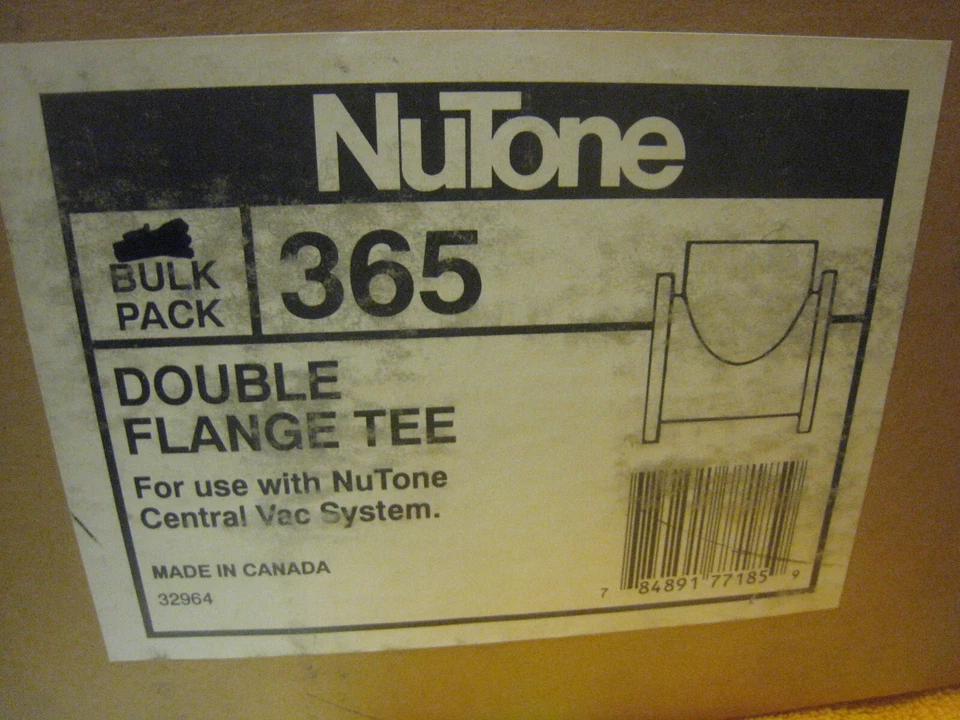 NuTone
BULK
PACK
365
DOUBLE
FLANGE TEE
For use with NuTone
Central Vac System.
MADE IN CANADA
32964
7 84891 77185 9